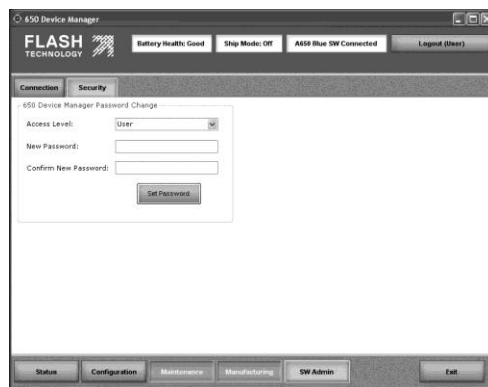 650 Device Manager
FLASH
TECHNOLOGY
Battery Health: Good
Ship Mode: Off
A650 Blue SW Connected
Logout (User)
Connection
Security
650 Device Manager Password Change
Access Level:
User
New Password:
Confirm New Password:
Set Password
Status
Configuration
Maintenance
Manufacturing
SW Admin
Exit